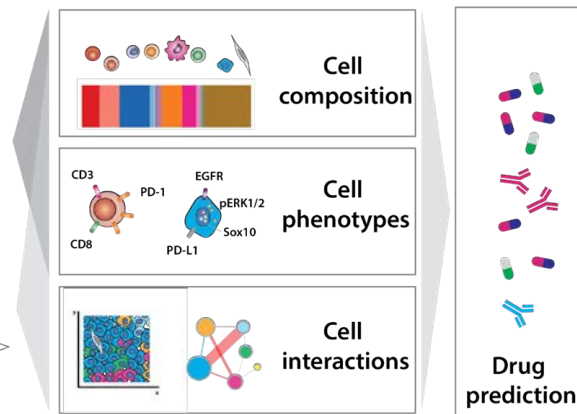 Cell
composition
CD3
PD-1
CD8
EGFR
pERK1/2
Sox10
PD-L1
Cell
phenotypes
y
x
Cell
interactions
Drug
prediction